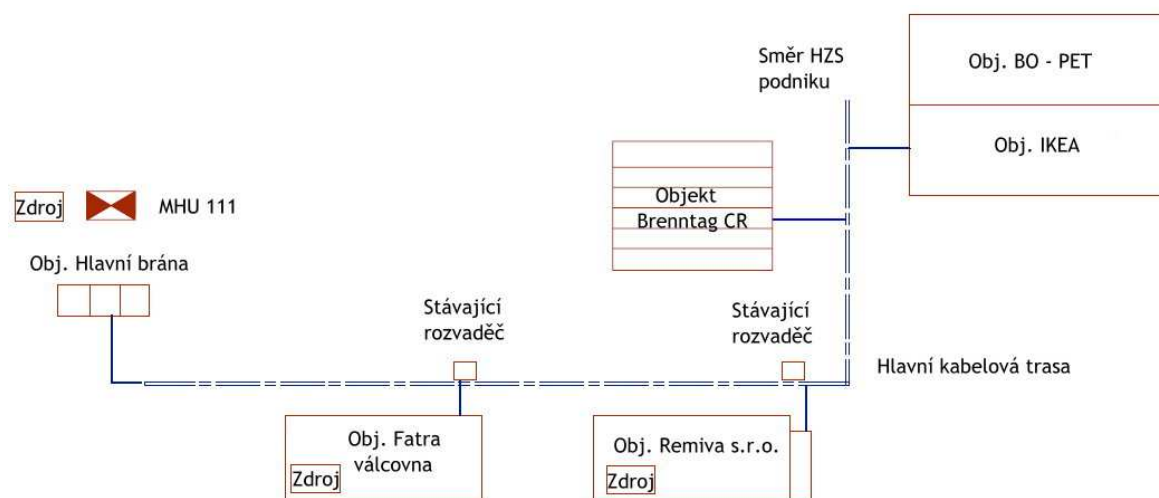 Směr HZS
podniku
Obj. BO - PET
Obj. IKEA
Objekt
Brenntag CR
Zdroj
MHU 111
Obj. Hlavní brána
Stávající
rozvaděč
Stávající
rozvaděč
Hlavní kabelová trasa
Obj. Fatra
válcovna
Zdroj
Obj. Remiva s.r.o.
Zdroj